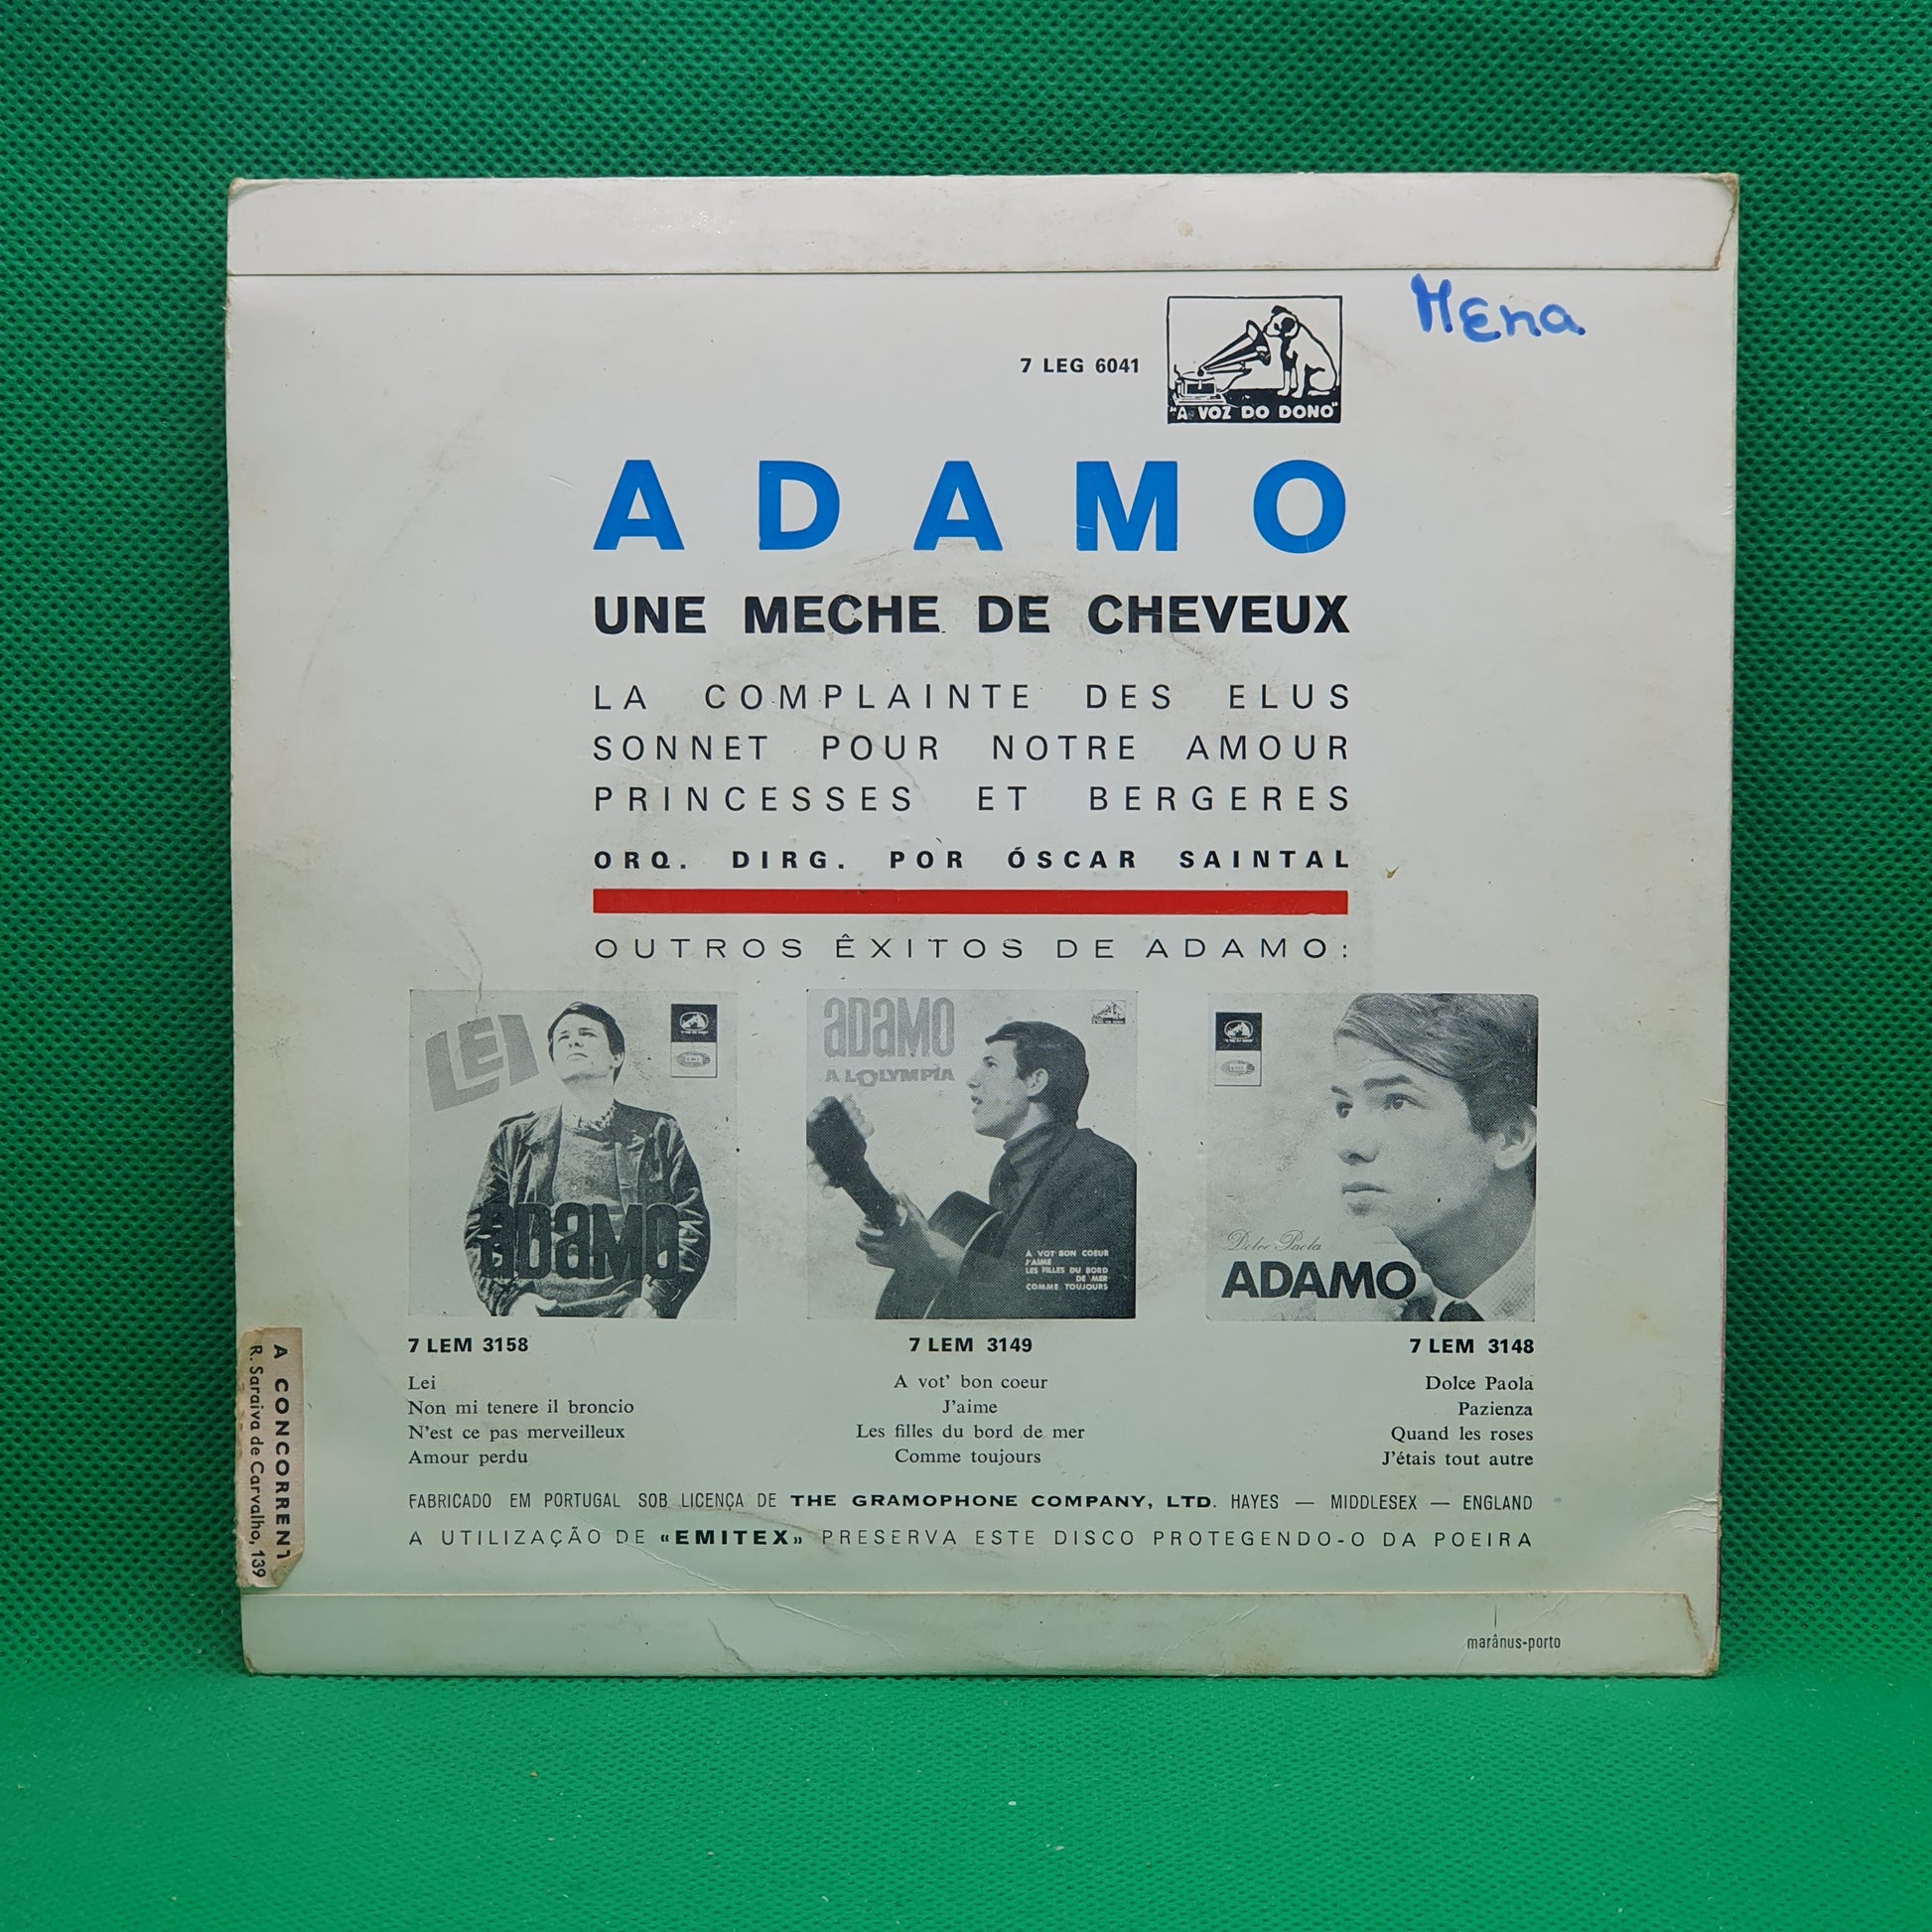 Mena
7 LEG 6041
"A VOZ DO DONO"
ADAMO
UNE MECHE DE CHEVEUX
LA COMPLAINTE DES ELUS
SONNET POUR NOTRE AMOUR
PRINCESSES ET BERGERES
ORQ. DIRG. POR ÓSCAR SAINTAL
OUTROS ÊXITOS DE ADAMO:
LEI
ADAMO
ADAMO
A L'OLYMPIA
A VOT' BON COEUR
J'AIME
LES FILLES DU BORD
DE MER
COMME TOUJOURS
Dolce Paola
ADAMO
7 LEM 3158
Lei
Non mi tenere il broncio
N'est ce pas merveilleux
Amour perdu
7 LEM 3149
A vot' bon coeur
J'aime
Les filles du bord de mer
Comme toujours
7 LEM 3148
Dolce Paola
Pazienza
Quand les roses
J'étais tout autre
A CONCORRENT
R. Saraiva de Carvalho, 139
FABRICADO EM PORTUGAL SOB LICENÇA DE THE GRAMOPHONE COMPANY, LTD. HAYES — MIDDLESEX — ENGLAND
A UTILIZAÇÃO DE «EMITEX» PRESERVA ESTE DISCO PROTEGENDO-O DA POEIRA
marânus-porto